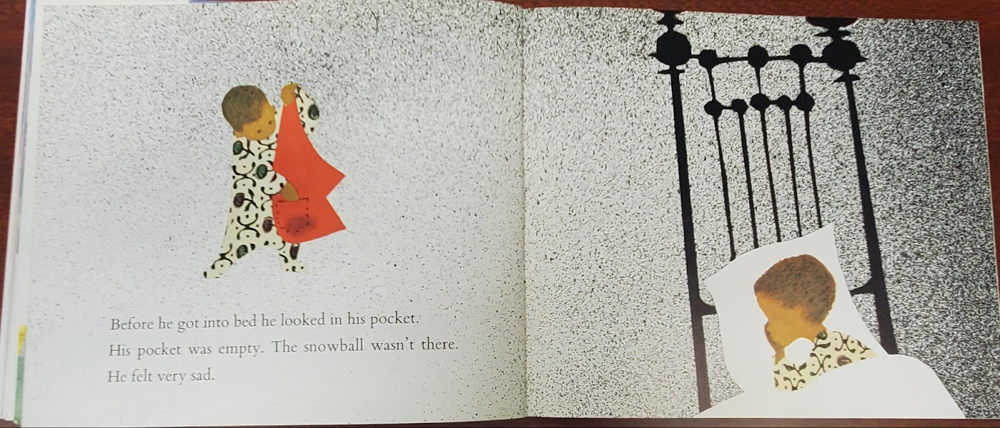 Before he got into bed he looked in his pocket.
His pocket was empty. The snowball wasn't there.
He felt very sad.